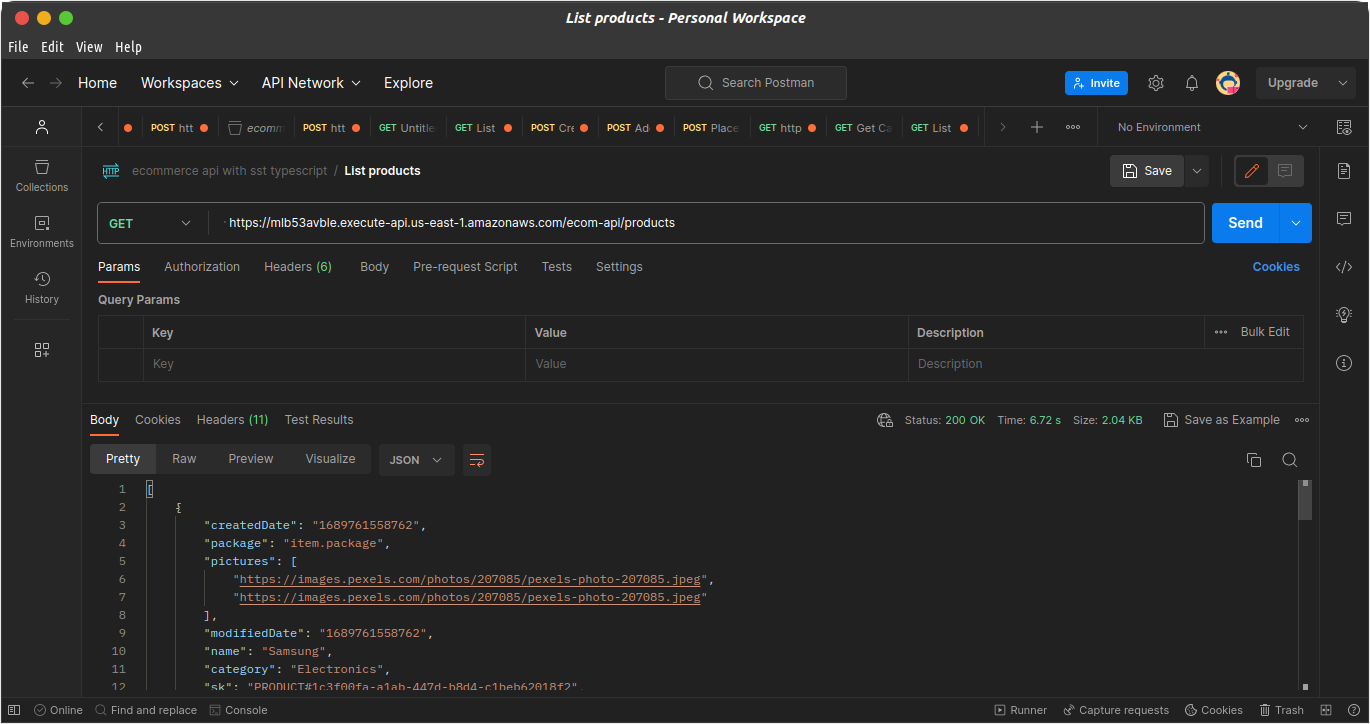 List products - Personal Workspace
File Edit View Help
Home Workspaces API Network Explore Search Postman Invite Upgrade
POST htt ecomm POST htt GET Untitle GET List POST Cre POST Ad POST Place GET http GET Get Ca GET List No Environment
HTTP ecommerce api with sst typescript / List products Save
Collections
GET https://mlb53avble.execute-api.us-east-1.amazonaws.com/ecom-api/products Send
Environments
Params Authorization Headers (6) Body Pre-request Script Tests Settings Cookies
History
Query Params
Key Value Description Bulk Edit
Key Value Description
Body Cookies Headers (11) Test Results Status: 200 OK Time: 6.72 s Size: 2.04 KB Save as Example
Pretty Raw Preview Visualize JSON
1 [
2 {
3 "createdDate": "1689761558762",
4 "package": "item.package",
5 "pictures": [
6 "https://images.pexels.com/photos/207085/pexels-photo-207085.jpeg",
7 "https://images.pexels.com/photos/207085/pexels-photo-207085.jpeg"
8 ],
9 "modifiedDate": "1689761558762",
10 "name": "Samsung",
11 "category": "Electronics",
12 "sk": "PRODUCT#1c3f00fa-a1ab-447d-b8d4-c1beb62018f2",
Online Find and replace Console Runner Capture requests Cookies Trash